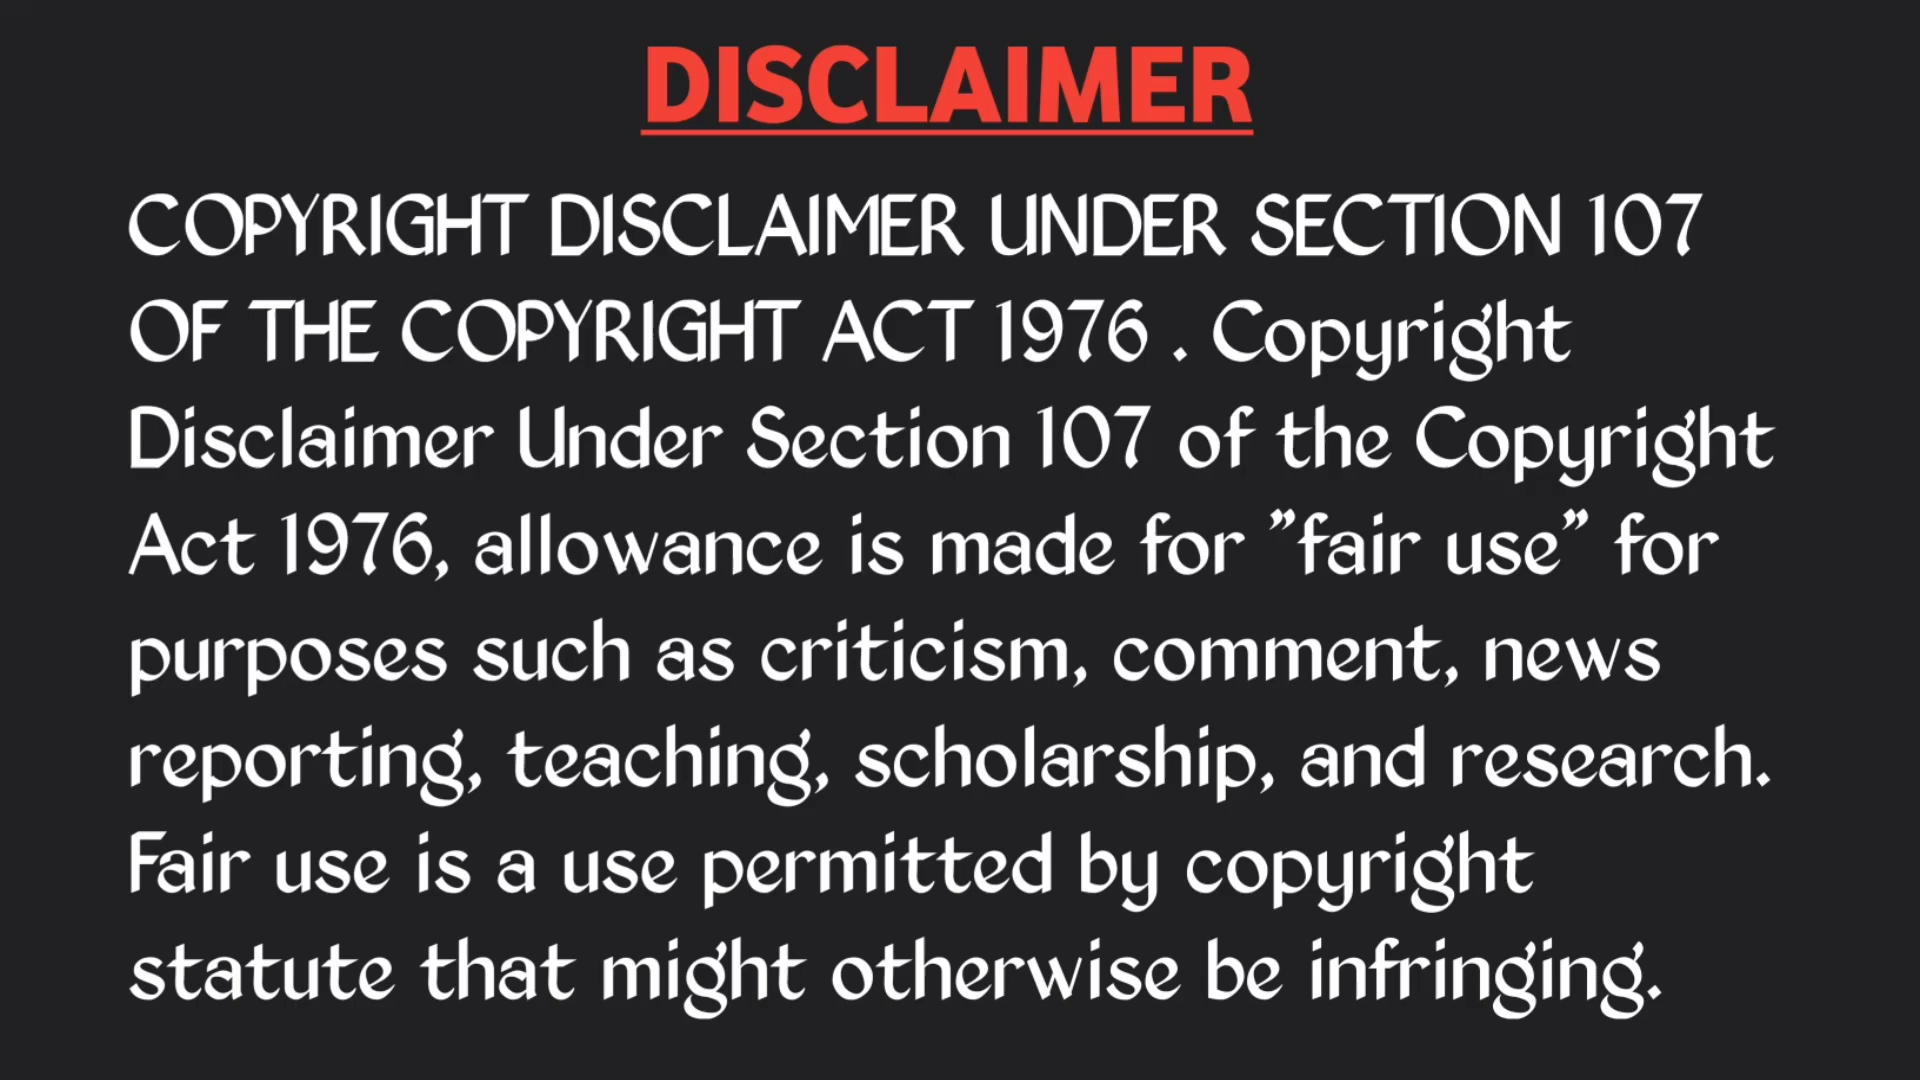 DISCLAIMER
COPYRIGHT DISCLAIMER UNDER SECTION 107
OF THE COPYRIGHT ACT 1976 . Copyright
Disclaimer Under Section 107 of the Copyright
Act 1976, allowance is made for ”fair use” for
purposes such as criticism, comment, news
reporting, teaching, scholarship, and research.
Fair use is a use permitted by copyright
statute that might otherwise be infringing.